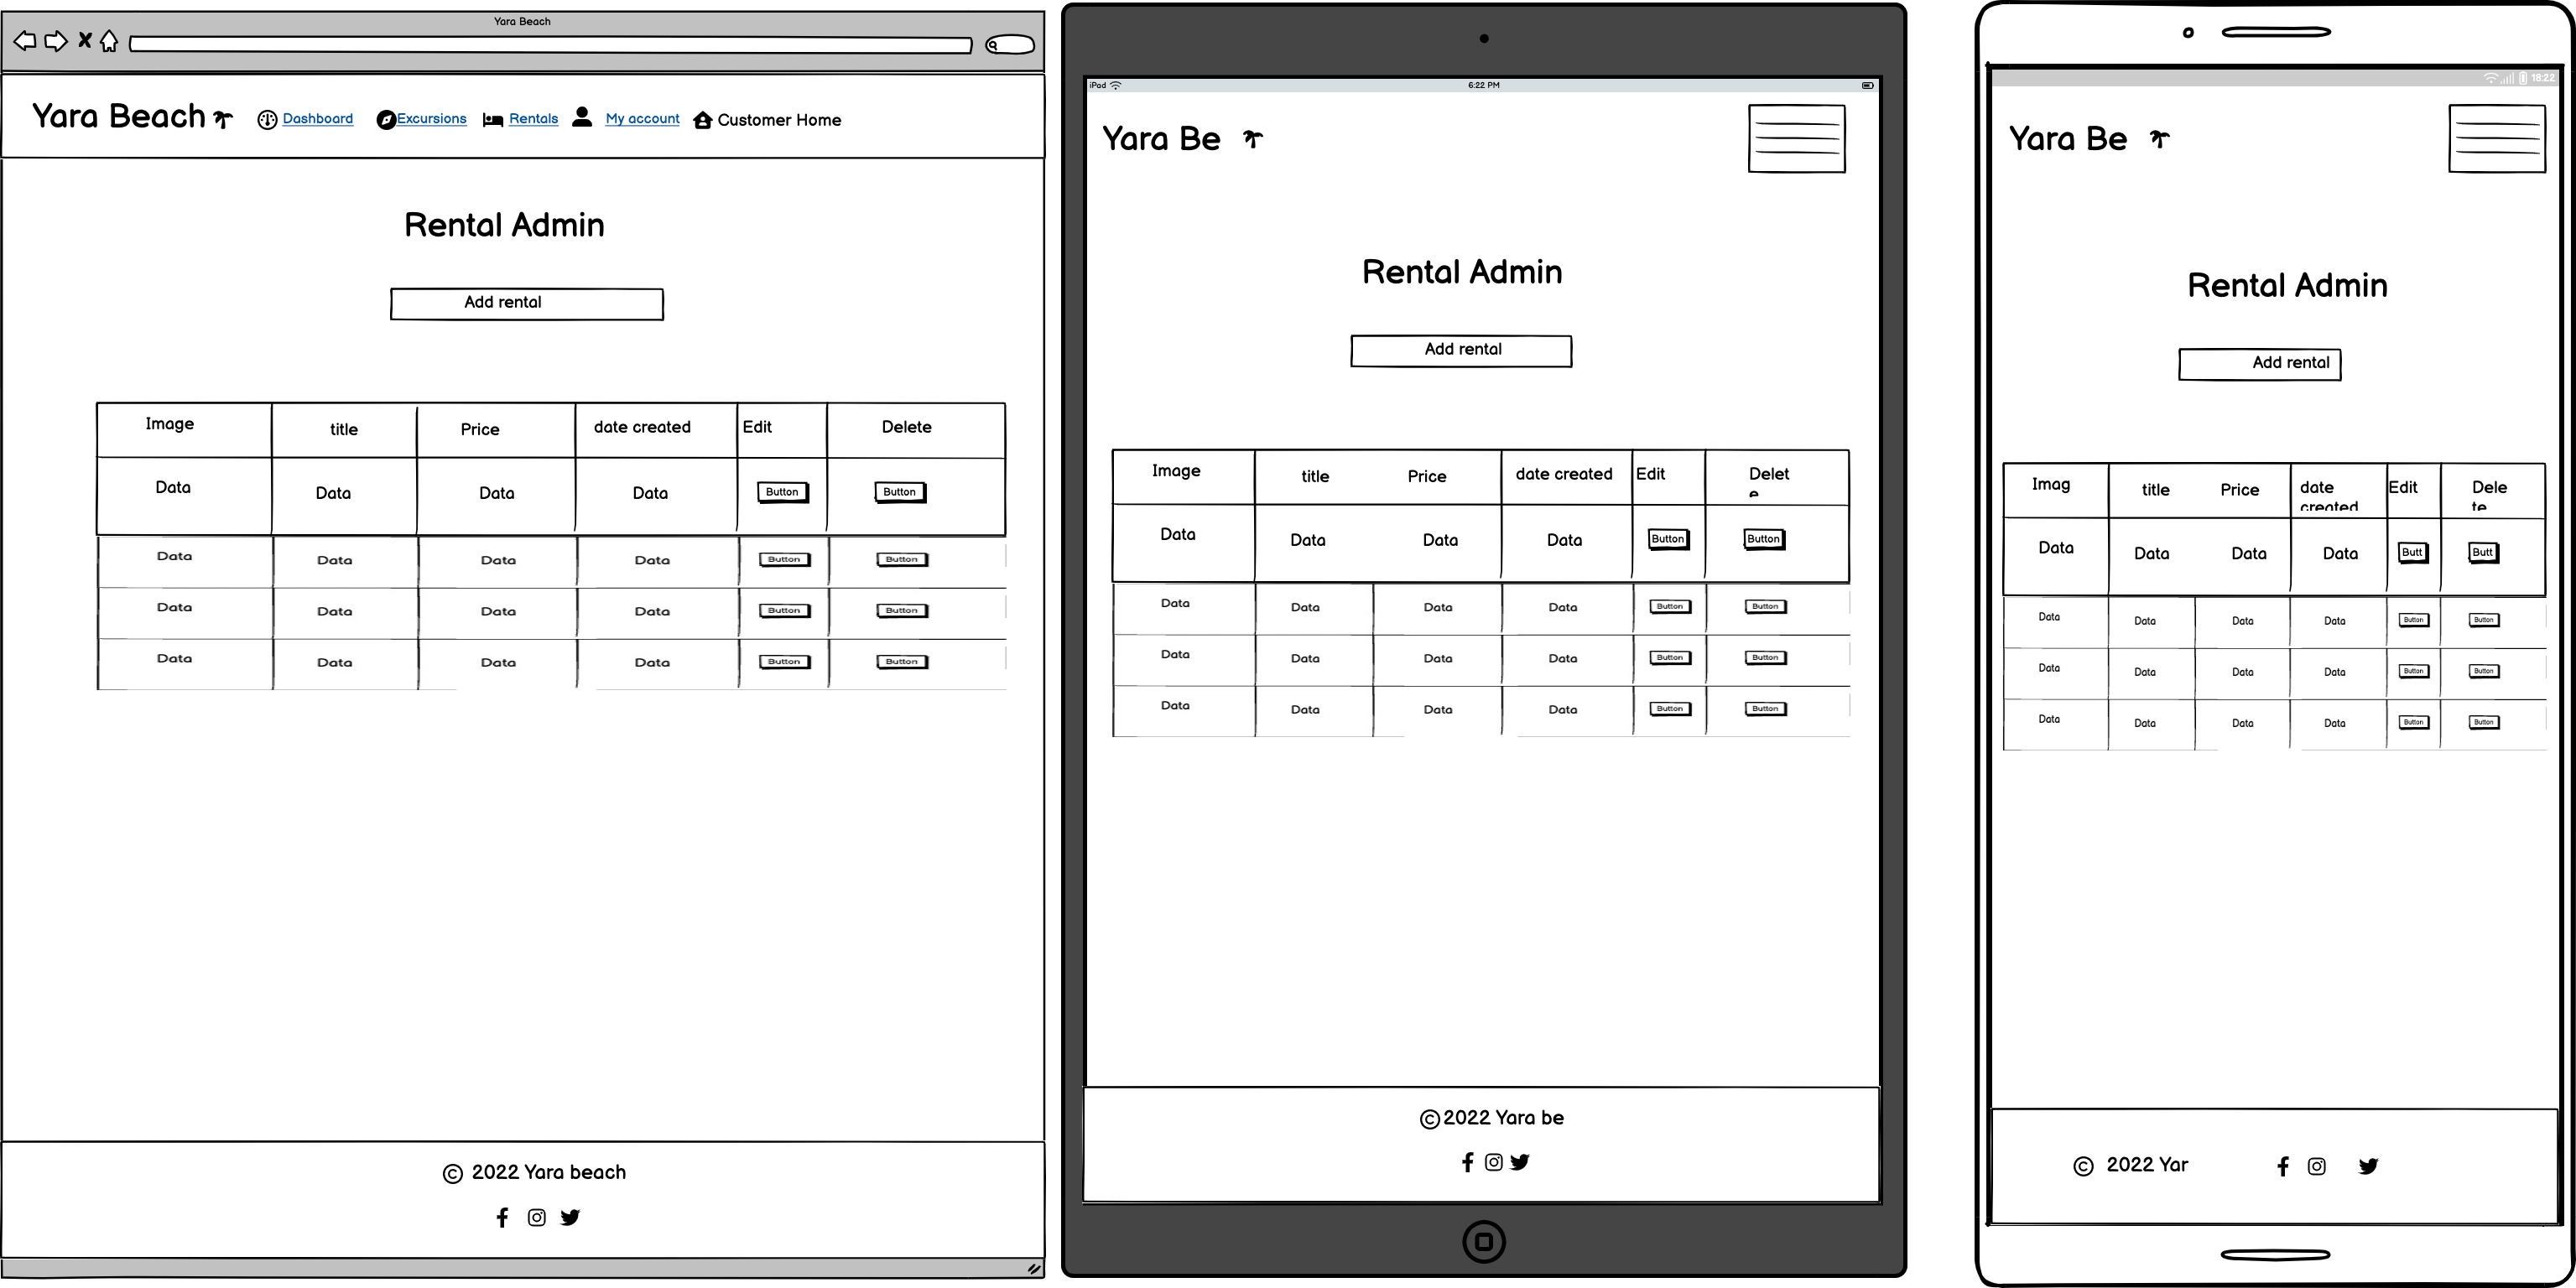 Yara Beach
Yara Beach Dashboard Excursions Rentals My account Customer Home
Rental Admin
Add rental
Image title Price date created Edit Delete
Data Data Data Data Button Button
Data Data Data Data Button Button
Data Data Data Data Button Button
Data Data Data Data Button Button
© 2022 Yara beach
iPad 6:22 PM
Yara Be
Rental Admin
Add rental
Image title Price date created Edit Delet
e
Data Data Data Data Button Button
Data Data Data Data Button Button
Data Data Data Data Button Button
Data Data Data Data Button Button
© 2022 Yara be
18:22
Yara Be
Rental Admin
Add rental
Imag title Price date Edit Dele
created te
Data Data Data Data Butt Butt
Data Data Data Data Button Button
Data Data Data Data Button Button
Data Data Data Data Button Button
© 2022 Yar